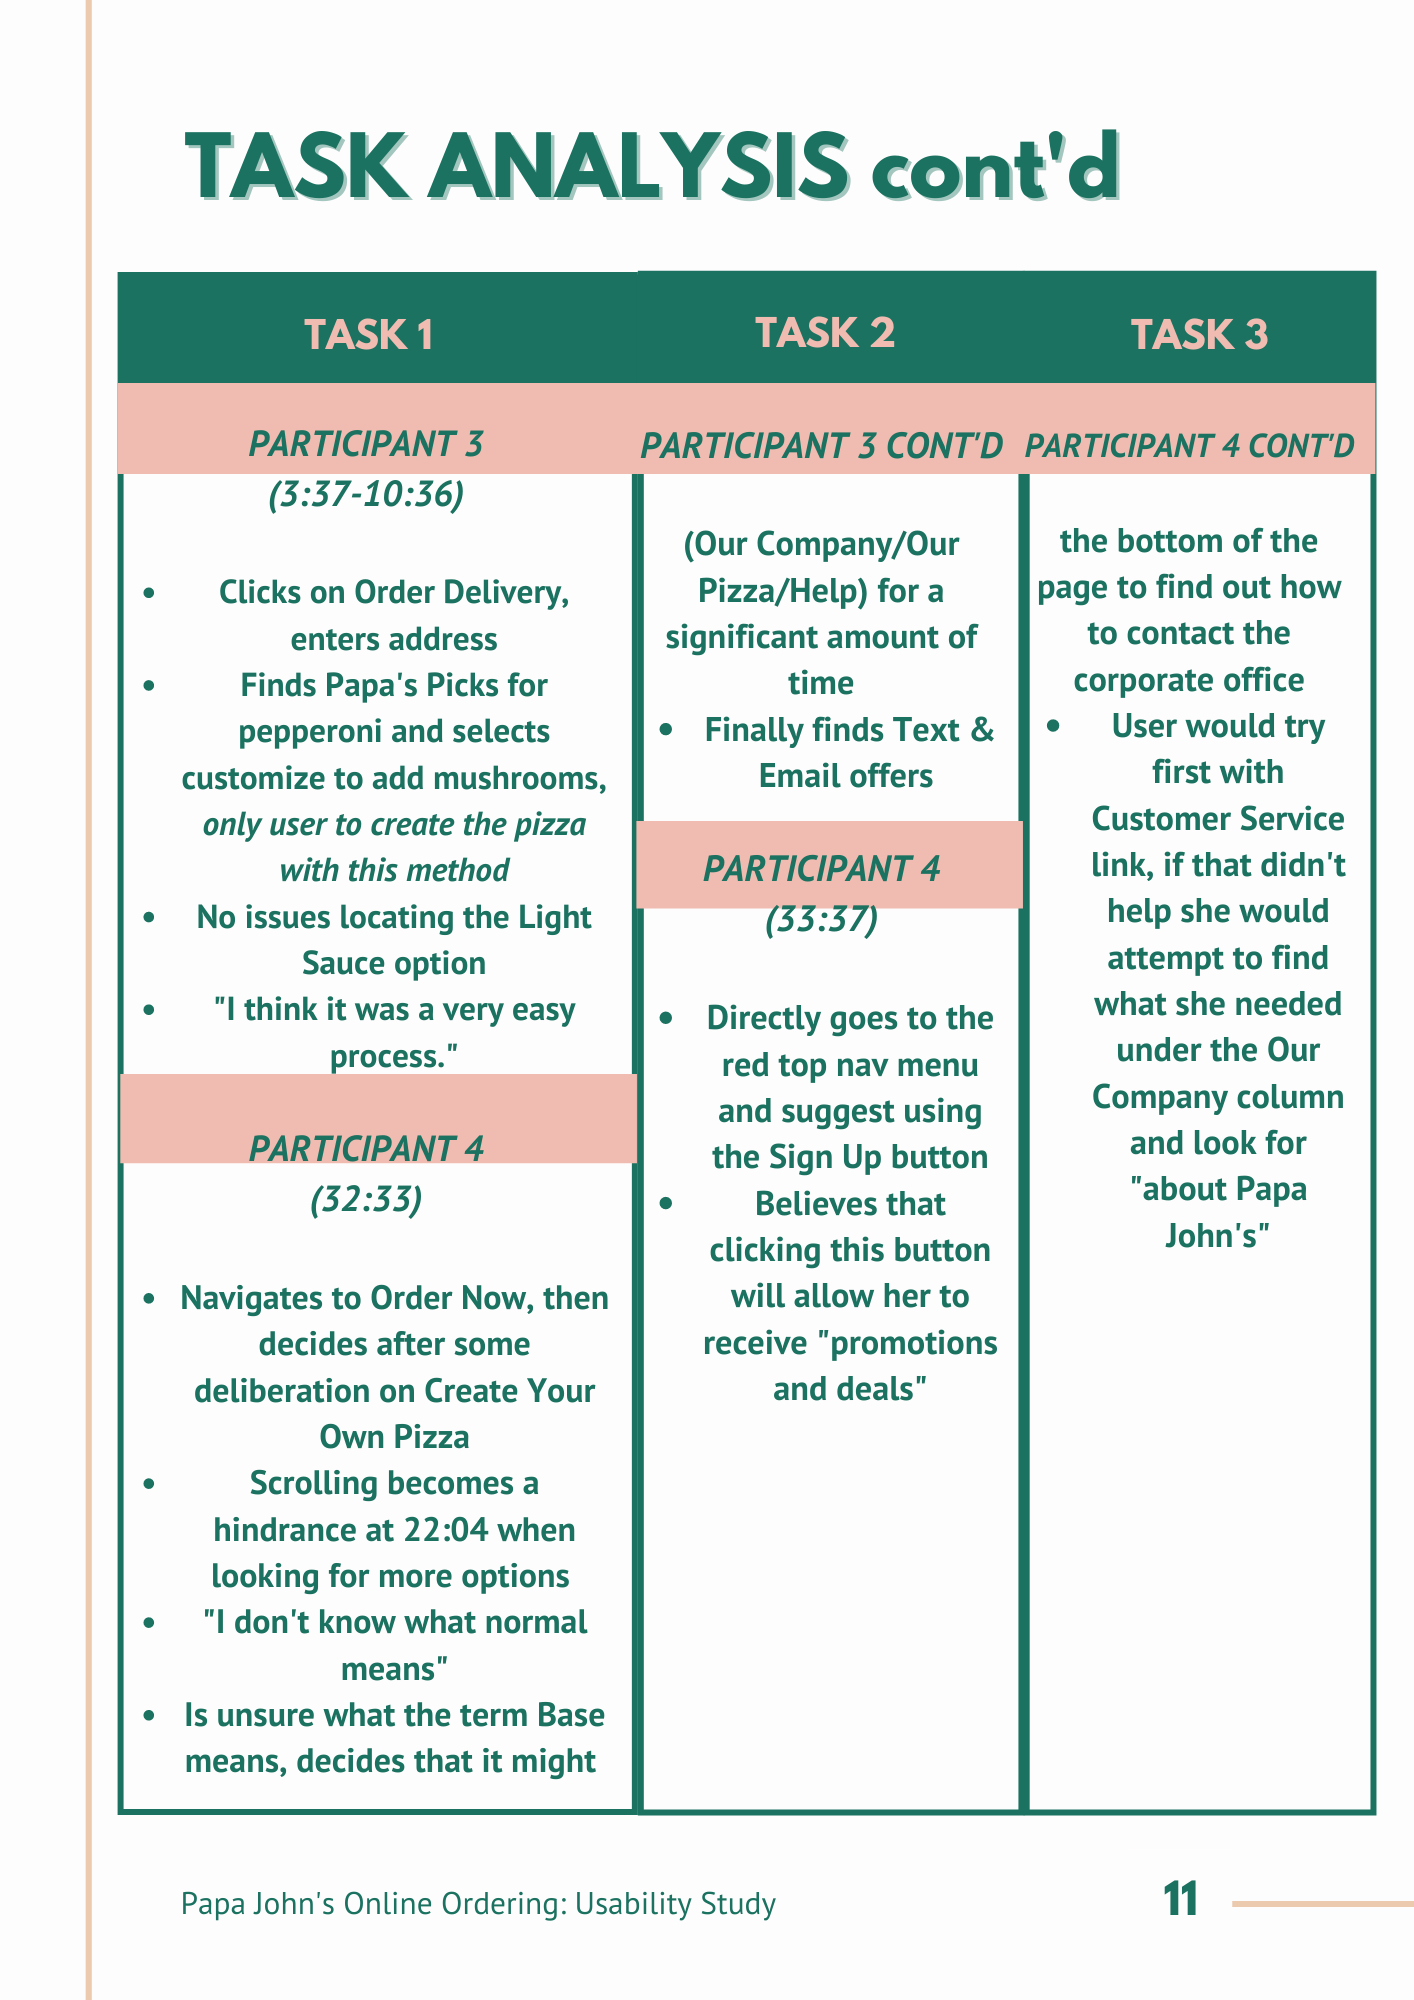 TASK ANALYSIS cont'd
TASK 1
PARTICIPANT 3
(3:37-10:36)
• Clicks on Order Delivery,
enters address
• Finds Papa's Picks for
pepperoni and selects
customize to add mushrooms,
only user to create the pizza
with this method
• No issues locating the Light
Sauce option
• "I think it was a very easy
process."
PARTICIPANT 4
(32:33)
• Navigates to Order Now, then
decides after some
deliberation on Create Your
Own Pizza
• Scrolling becomes a
hindrance at 22:04 when
looking for more options
• "I don't know what normal
means"
• Is unsure what the term Base
means, decides that it might
TASK 2
PARTICIPANT 3 CONT'D
(Our Company/Our
Pizza/Help) for a
significant amount of
time
• Finally finds Text &
Email offers
PARTICIPANT 4
(33:37)
• Directly goes to the
red top nav menu
and suggest using
the Sign Up button
• Believes that
clicking this button
will allow her to
receive "promotions
and deals"
TASK 3
PARTICIPANT 4 CONT'D
the bottom of the
page to find out how
to contact the
corporate office
• User would try
first with
Customer Service
link, if that didn't
help she would
attempt to find
what she needed
under the Our
Company column
and look for
"about Papa
John's"
Papa John's Online Ordering: Usability Study
11